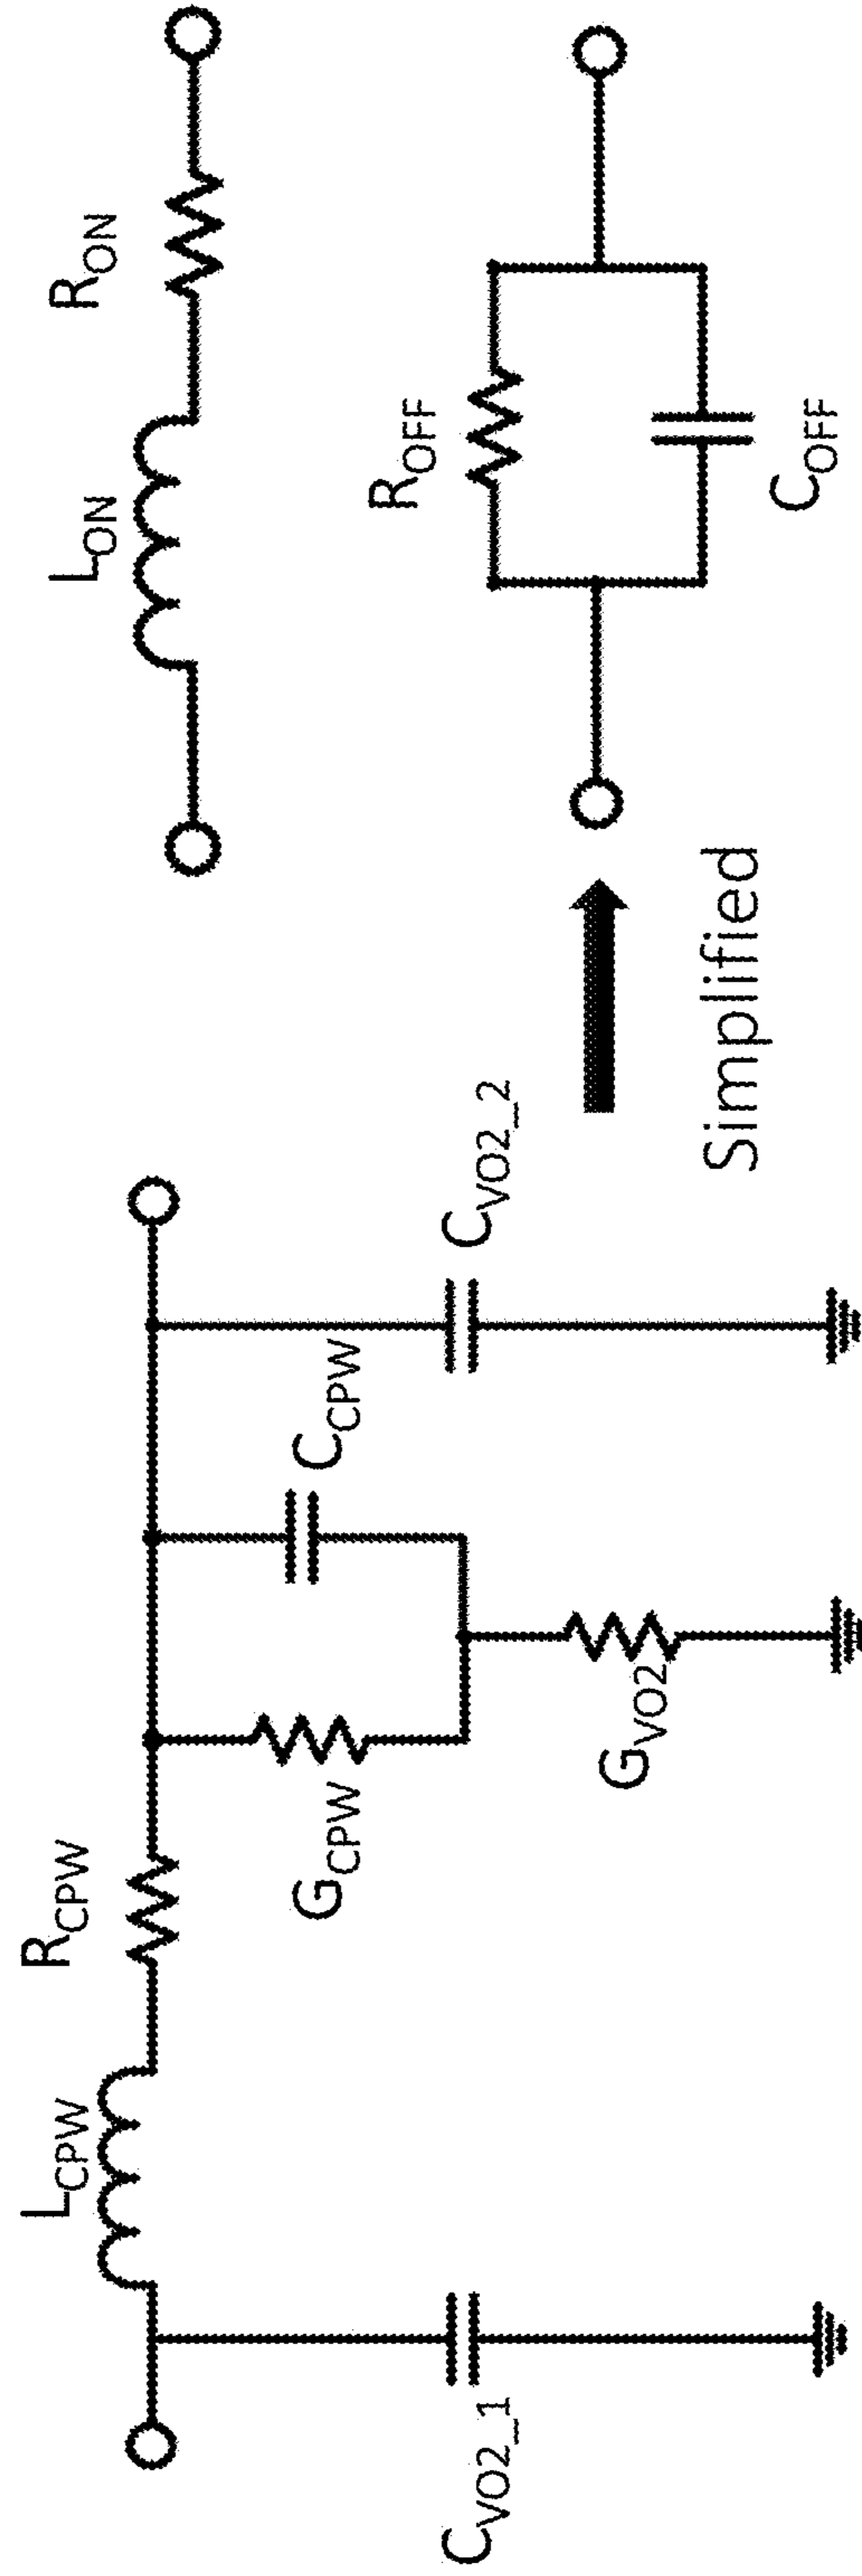 L_CPW
R_CPW
G_CPW
C_CPW
G_VO2
C_VO2_1
C_VO2_2
Simplified
L_ON
R_ON
R_OFF
C_OFF